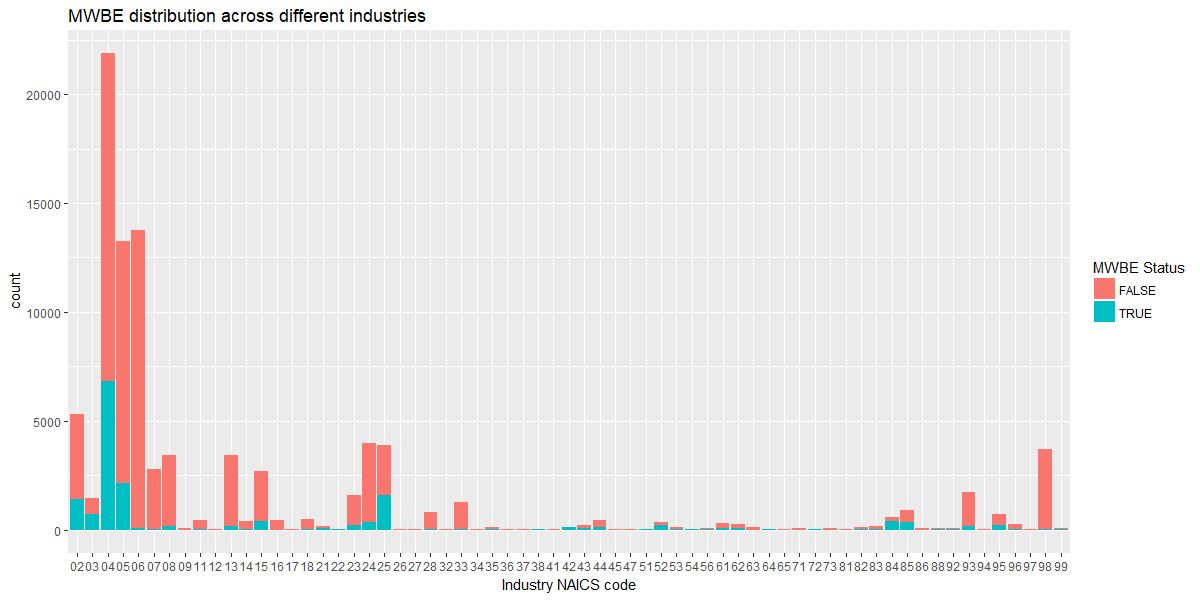 MWBE distribution across different industries
20000
15000
10000
5000
0
count
02 03 04 05 06 07 08 09 11 12 13 14 15 16 17 18 20 21 22 23 24 25 26 27 28 32 33 34 35 36 37 38 41 42 43 44 45 47 51 52 53 54 56 61 62 63 64 65 71 72 73 81 82 83 84 85 86 88 92 93 94 95 96 97 98 99
Industry NAICS code
MWBE Status
FALSE
TRUE